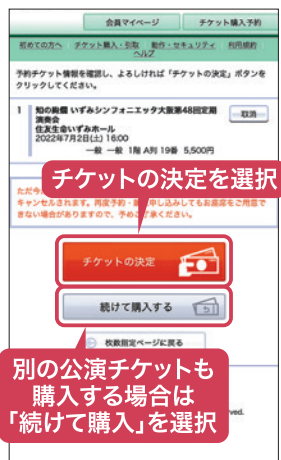 会員マイページ
チケット購入予約
初めての方へ チケット購入・引取 動作・セキュリティ 利用規約
ヘルプ
予約チケット情報を確認し、よろしければ「チケットの決定」ボタンを
クリックしてください。
1 知の殿堂 いずみシンフォニエッタ大阪第48回定期
演奏会
取消
住友生命いずみホール
2022年7月2日(土) 16:00
一般 一般 1階 A列 19番 5,500円
チケットの決定を選択
ただ今
キャンセルされます。再度予約・
申し込みしてもお座席をご用意で
きない場合がありますので、予めご了承ください。
チケットの決定
続けて購入する
枚数指定ページに戻る
別の公演チケットも
購入する場合は
「続けて購入」を選択
ved.